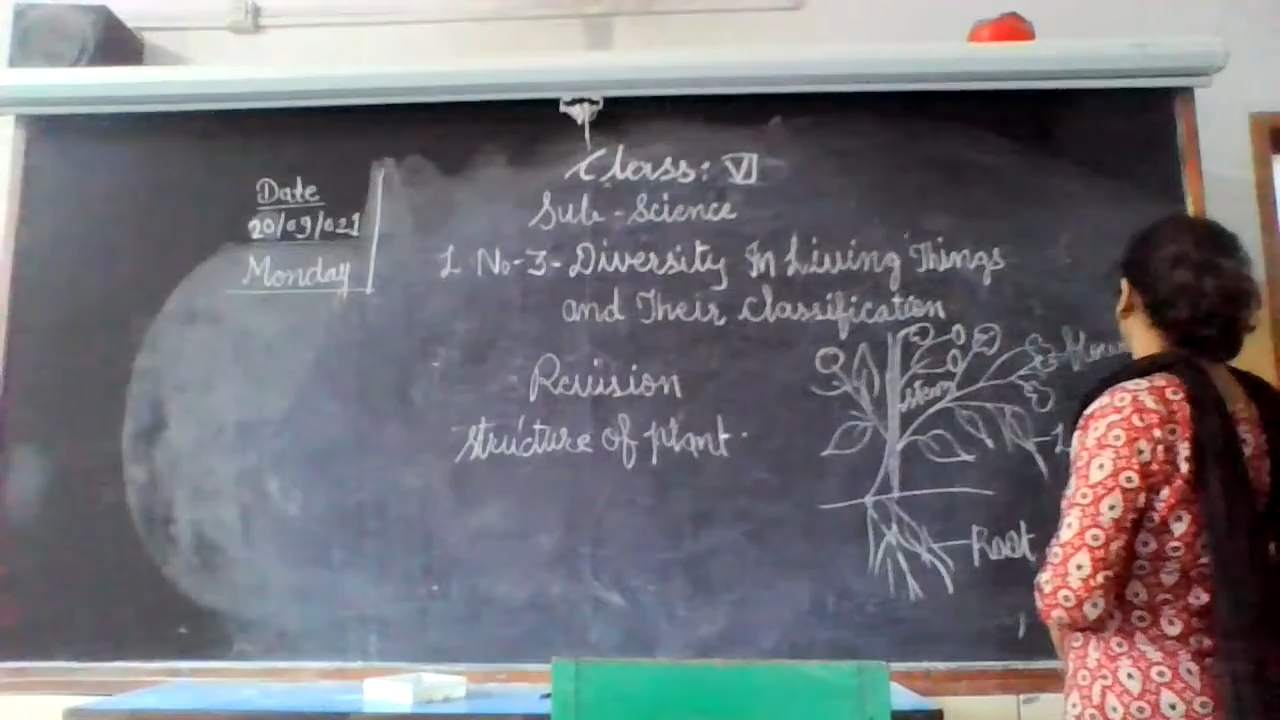 Date
20/09/021
Monday
Class: VI
Sub - Science
L No-3- Diversity In Living Things
and Their Classification
Revision
structure of plant.
stem
Root